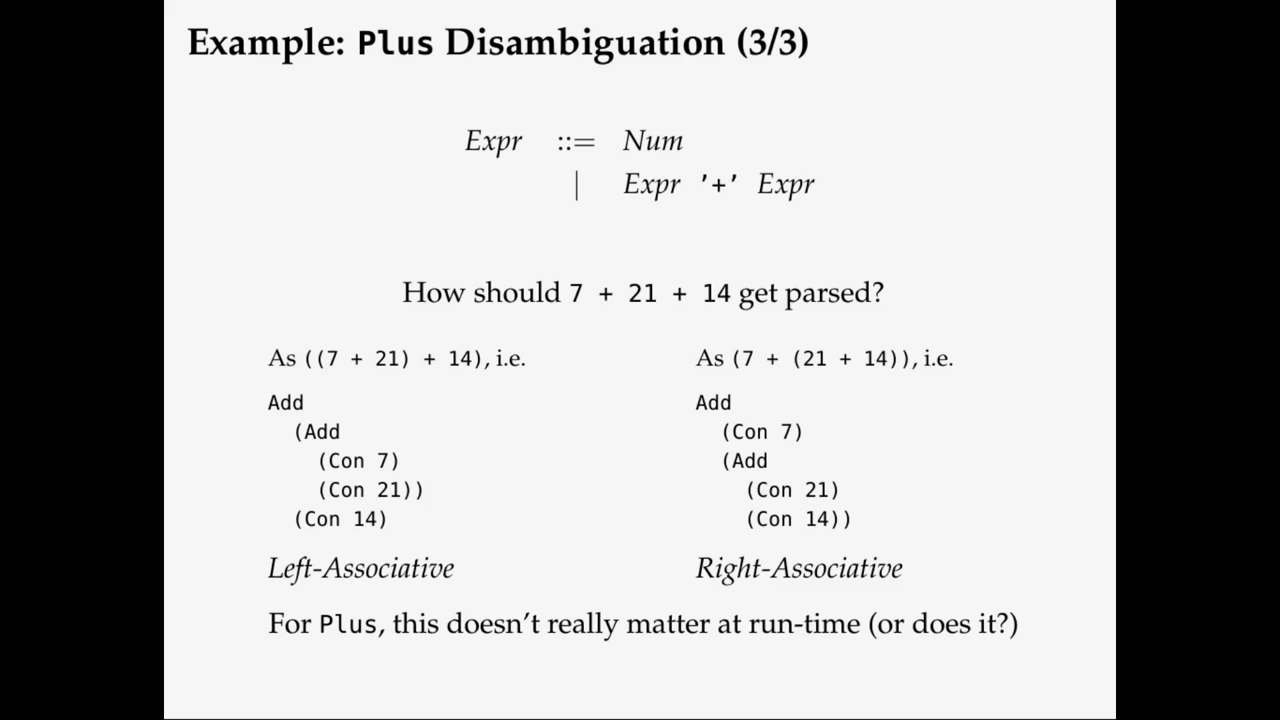 Example: Plus Disambiguation (3/3)
Expr ::= Num
| Expr '+' Expr
How should 7 + 21 + 14 get parsed?
As ((7 + 21) + 14), i.e.
Add
(Add
(Con 7)
(Con 21))
(Con 14)
Left-Associative
As (7 + (21 + 14)), i.e.
Add
(Con 7)
(Add
(Con 21)
(Con 14))
Right-Associative
For Plus, this doesn't really matter at run-time (or does it?)